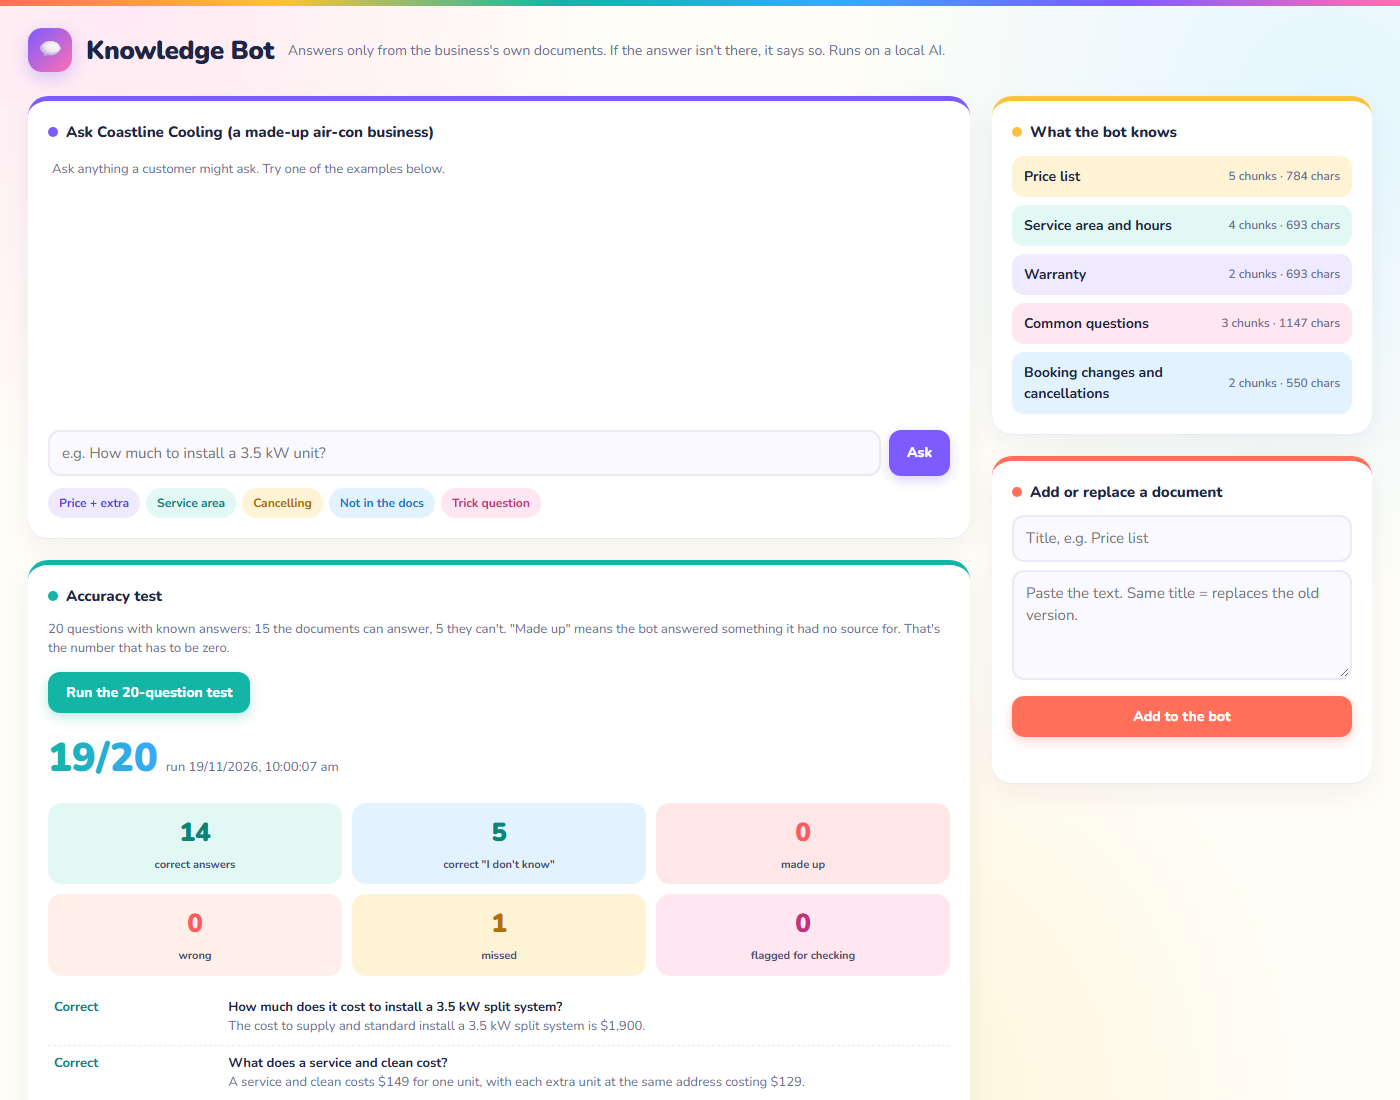 Knowledge Bot
Answers only from the business's own documents. If the answer isn't there, it says so. Runs on a local AI.
Ask Coastline Cooling (a made-up air-con business)
Ask anything a customer might ask. Try one of the examples below.
e.g. How much to install a 3.5 kW unit?
Ask
Price + extra
Service area
Cancelling
Not in the docs
Trick question
Accuracy test
20 questions with known answers: 15 the documents can answer, 5 they can't. "Made up" means the bot answered something it had no source for. That's
the number that has to be zero.
Run the 20-question test
19/20 run 19/11/2026, 10:00:07 am
14
correct answers
5
correct "I don't know"
0
made up
0
wrong
1
missed
0
flagged for checking
Correct
How much does it cost to install a 3.5 kW split system?
The cost to supply and standard install a 3.5 kW split system is $1,900.
Correct
What does a service and clean cost?
A service and clean costs $149 for one unit, with each extra unit at the same address costing $129.
What the bot knows
Price list
5 chunks · 784 chars
Service area and hours
4 chunks · 693 chars
Warranty
2 chunks · 693 chars
Common questions
3 chunks · 1147 chars
Booking changes and
cancellations
2 chunks · 550 chars
Add or replace a document
Title, e.g. Price list
Paste the text. Same title = replaces the old
version.
Add to the bot